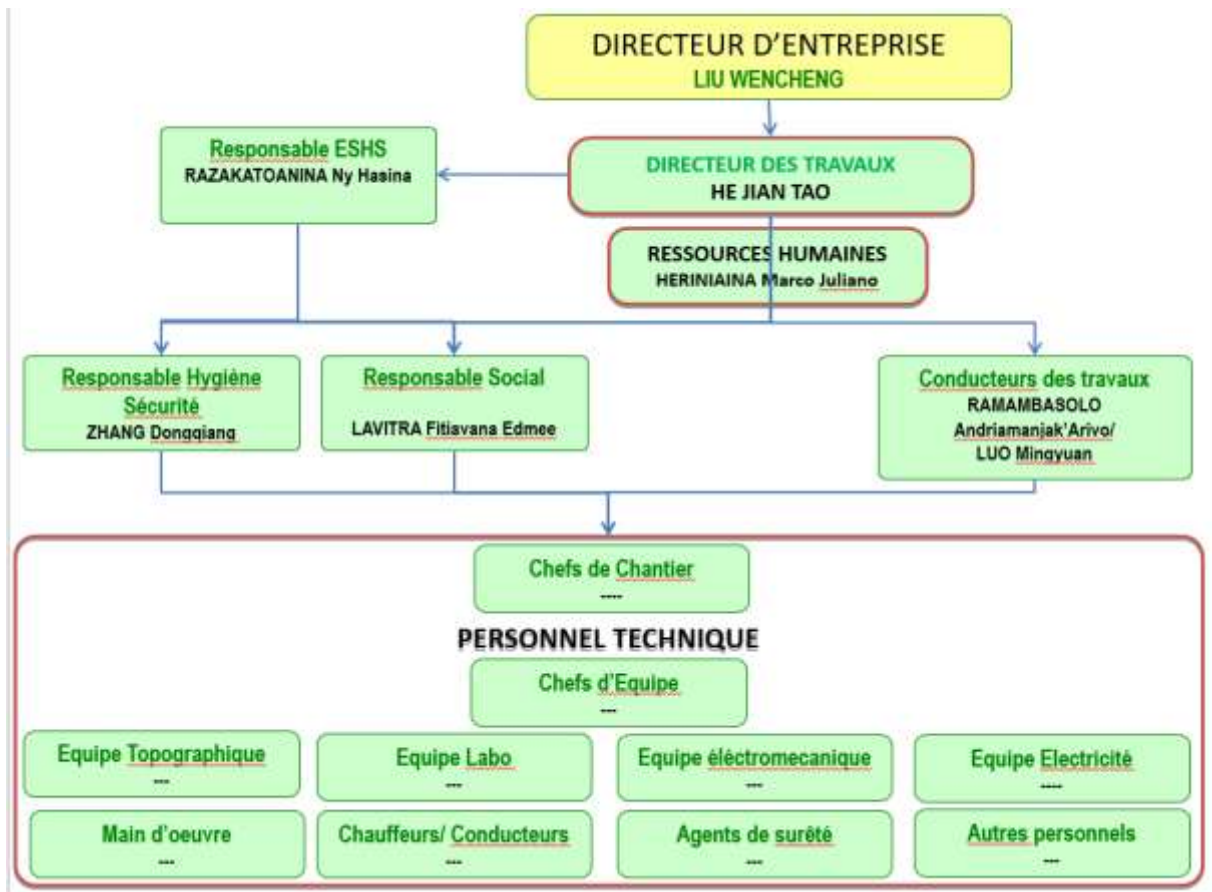 DIRECTEUR D'ENTREPRISE
LIU WENCHENG
Responsable ESHS
RAZAKATOANINA Ny Hasina
DIRECTEUR DES TRAVAUX
HE JIAN TAO
RESSOURCES HUMAINES
HERINIAINA Marco Juliano
Responsable Hygiène
Sécurité
ZHANG Dongqiang
Responsable Social
LAVITRA Fitiavana Edmee
Conducteurs des travaux
RAMAMBASOLO
Andriamanjak'Arivo/
LUO Mingyuan
Chefs de Chantier
----
PERSONNEL TECHNIQUE
Chefs d'Equipe
---
Equipe Topographique
---
Equipe Labo
---
Equipe éléctromecanique
---
Equipe Electricité
----
Main d'oeuvre
---
Chauffeurs/ Conducteurs
---
Agents de surêté
---
Autres personnels
---